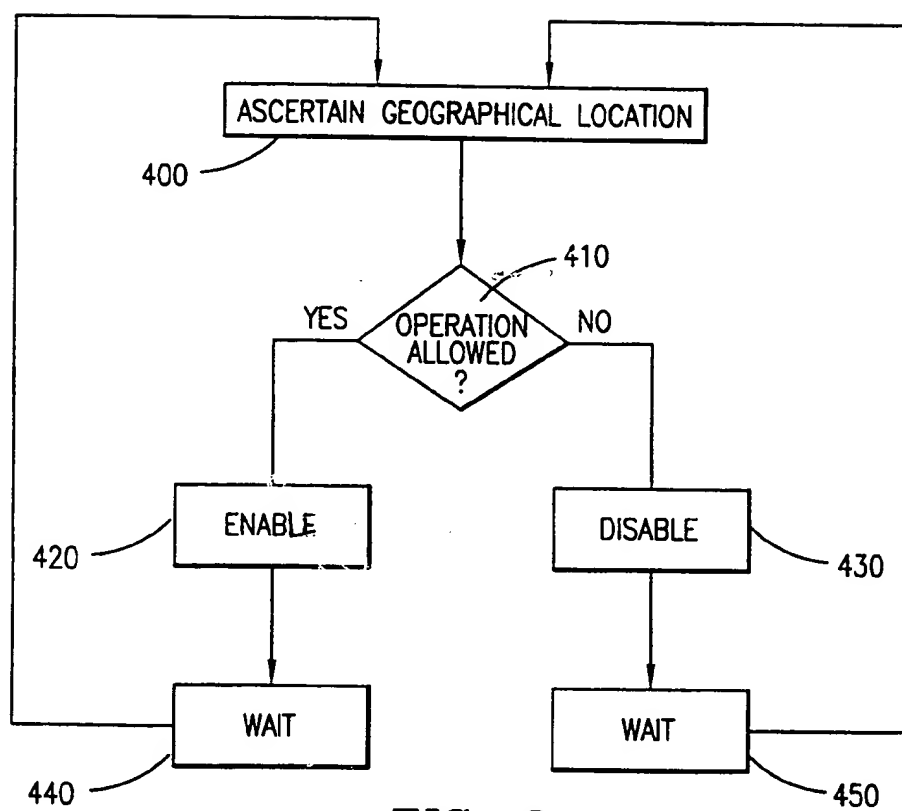 ASCERTAIN GEOGRAPHICAL LOCATION
400
410
YES
OPERATION
ALLOWED
?
NO
ENABLE
DISABLE
420
430
WAIT
WAIT
440
450